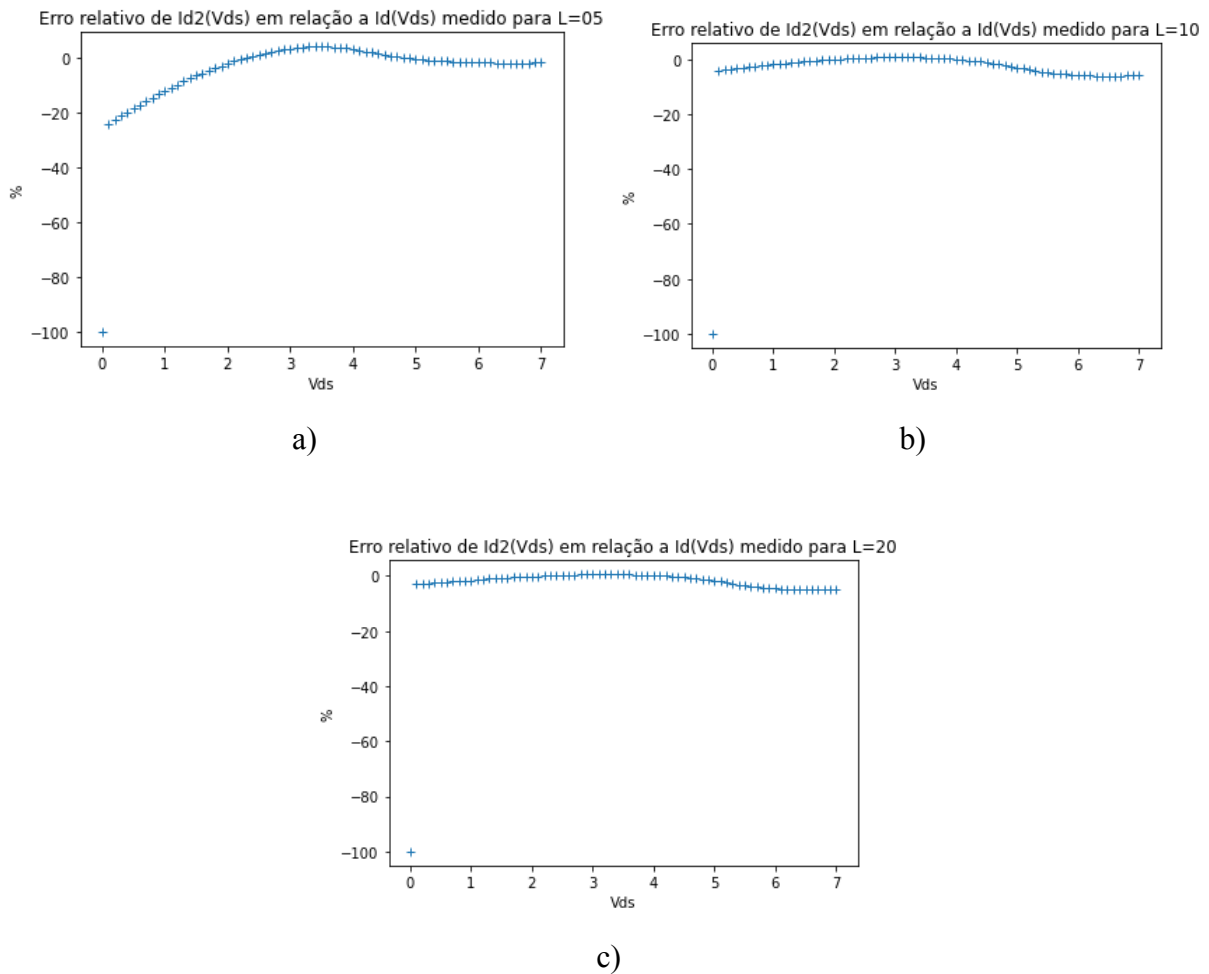 Erro relativo de Id2(Vds) em relação a Id(Vds) medido para L=05
0
−20
−40
−60
−80
−100
%
0 1 2 3 4 5 6 7
Vds
a)
Erro relativo de Id2(Vds) em relação a Id(Vds) medido para L=10
0
−20
−40
−60
−80
−100
%
0 1 2 3 4 5 6 7
Vds
b)
Erro relativo de Id2(Vds) em relação a Id(Vds) medido para L=20
0
−20
−40
−60
−80
−100
%
0 1 2 3 4 5 6 7
Vds
c)